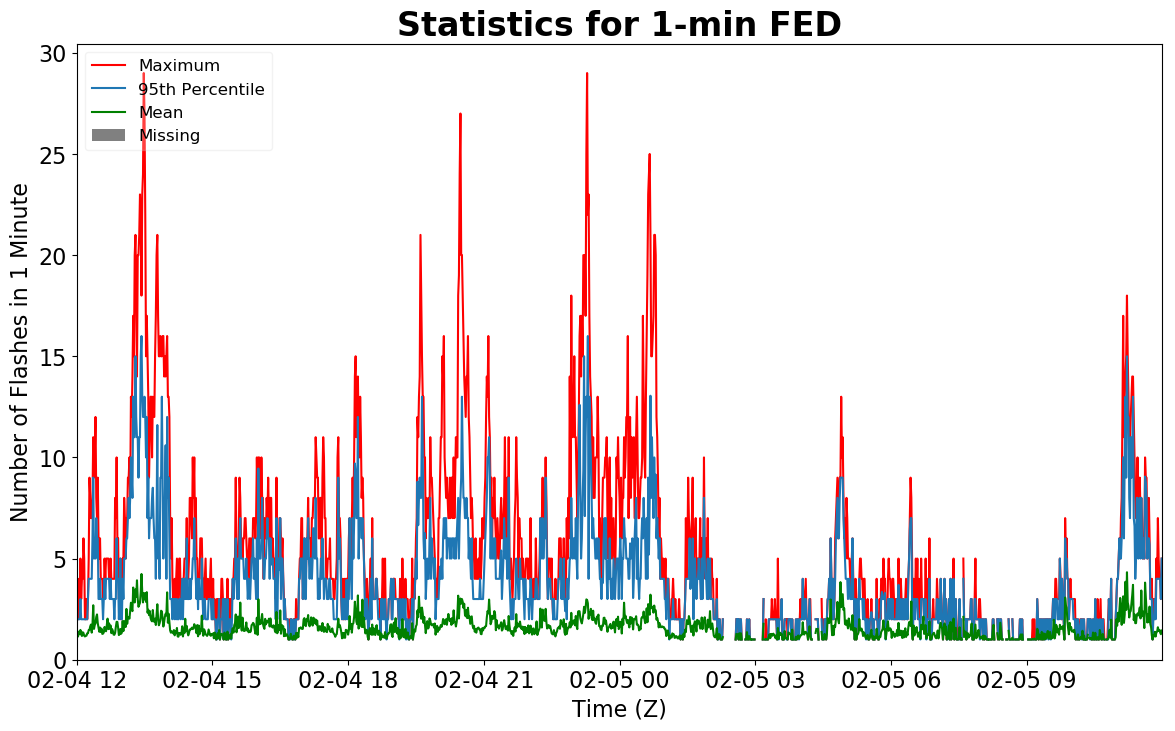 Statistics for 1-min FED
Maximum
95th Percentile
Mean
Missing
Number of Flashes in 1 Minute
30
25
20
15
10
5
0
02-04 12 02-04 15 02-04 18 02-04 21 02-05 00 02-05 03 02-05 06 02-05 09
Time (Z)